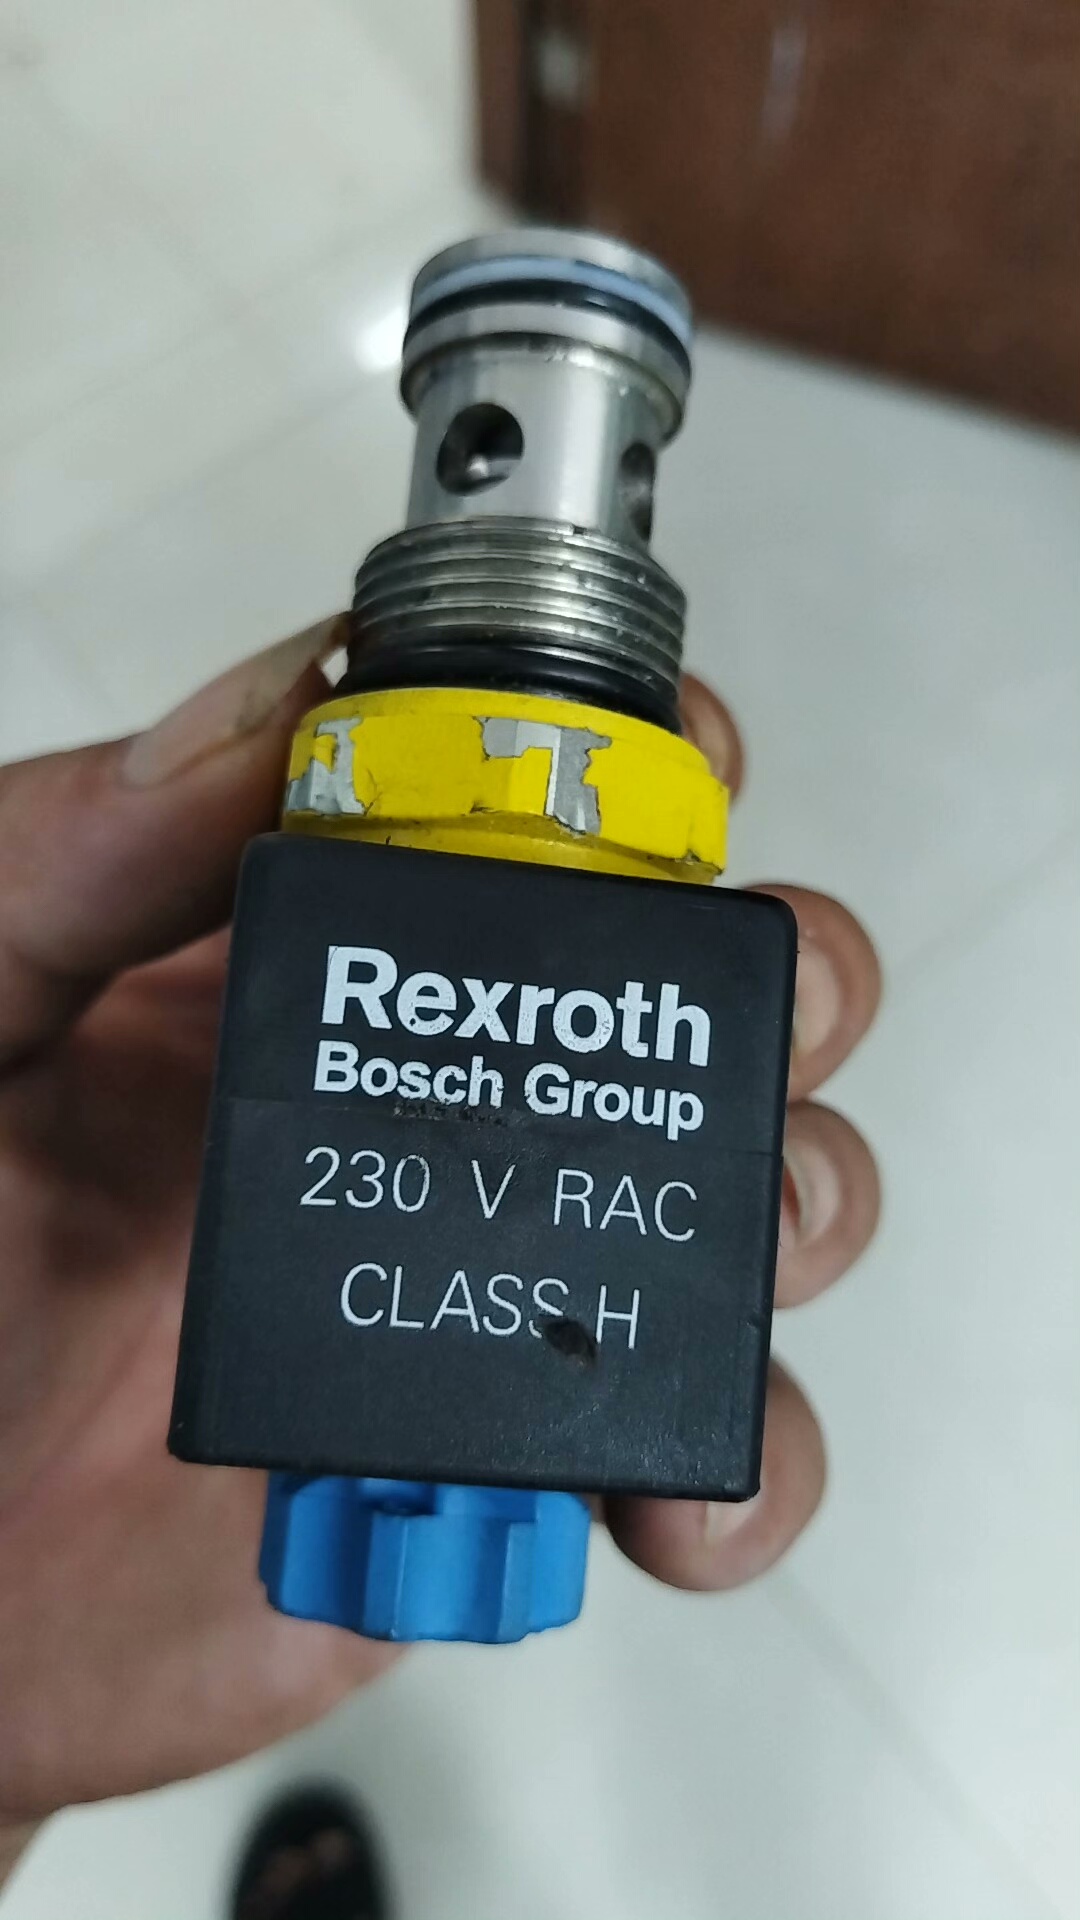 Rexroth
Bosch Group
230 V RAC
CLASS H